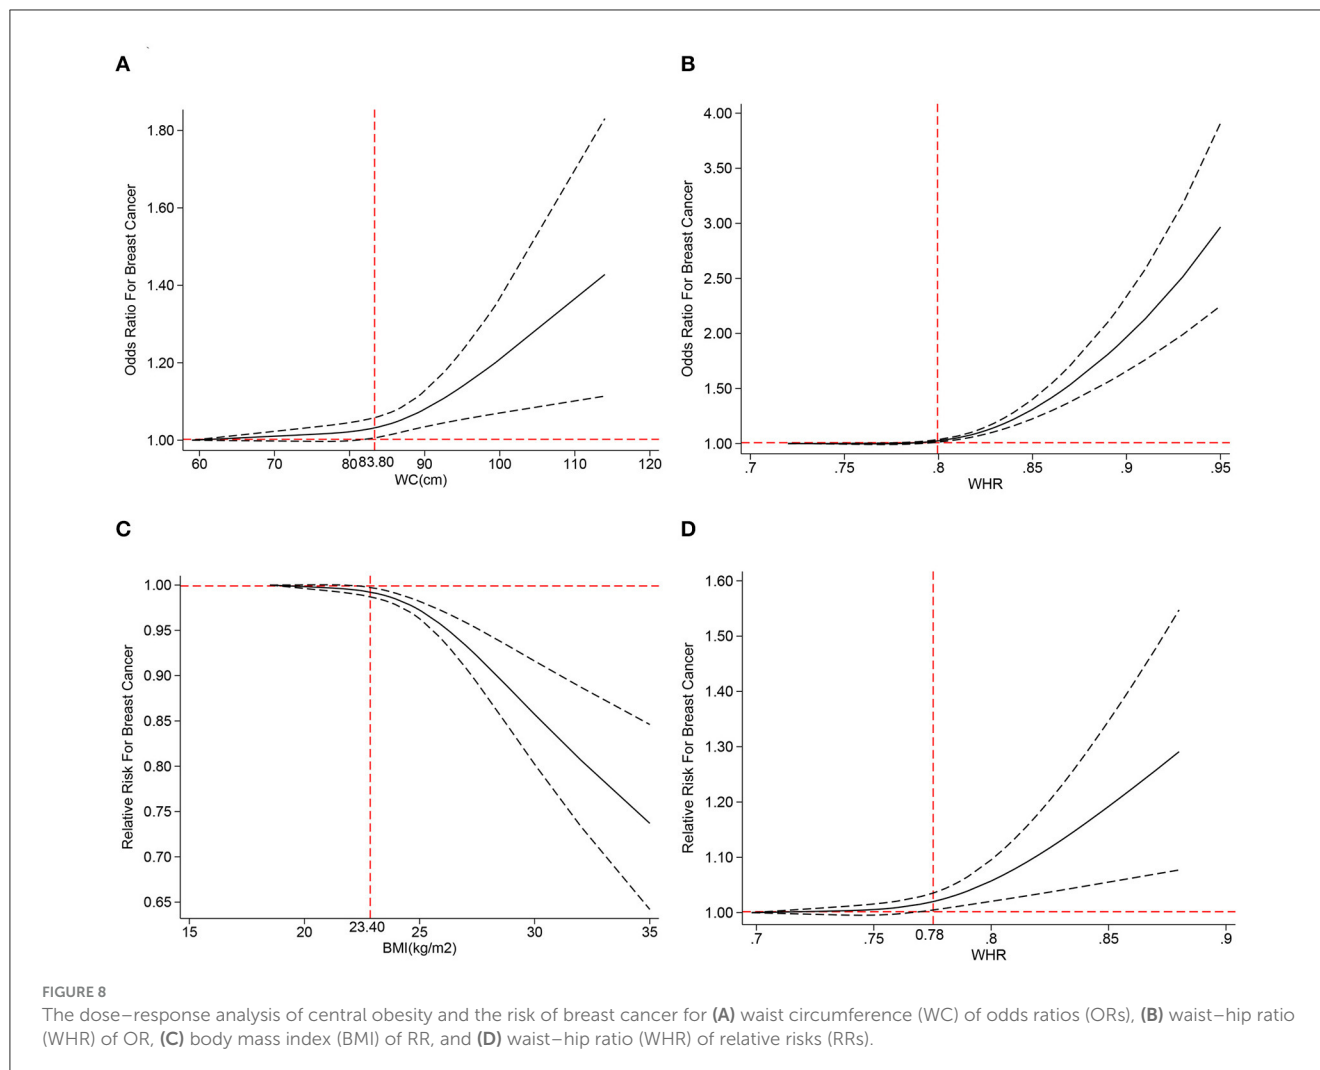 A
Odds Ratio For Breast Cancer
1.80
1.60
1.40
1.20
1.00
60 70 80 83.80 90 100 110 120
WC(cm)
B
Odds Ratio For Breast Cancer
4.00
3.50
3.00
2.50
2.00
1.50
1.00
.7 .75 .8 .85 .9 .95
WHR
C
Relative Risk For Breast Cancer
1.00
0.95
0.90
0.85
0.80
0.75
0.70
0.65
15 20 23.40 25 30 35
BMI(kg/m2)
D
Relative Risk For Breast Cancer
1.60
1.50
1.40
1.30
1.20
1.10
1.00
.7 .75 0.78 .8 .85 .9
WHR
FIGURE 8
The dose–response analysis of central obesity and the risk of breast cancer for (A) waist circumference (WC) of odds ratios (ORs), (B) waist–hip ratio
(WHR) of OR, (C) body mass index (BMI) of RR, and (D) waist–hip ratio (WHR) of relative risks (RRs).